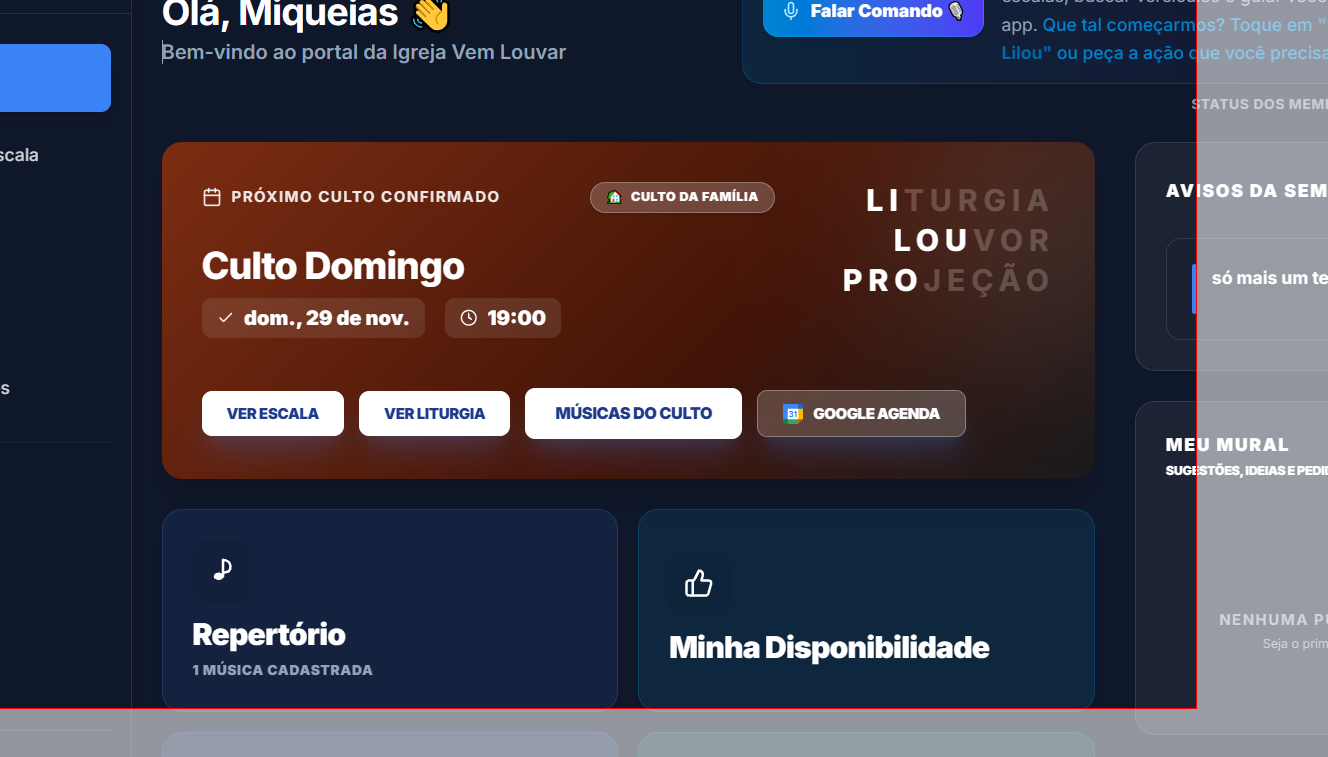 Olá, Miqueias 👋
Bem-vindo ao portal da Igreja Vem Louvar
Falar Comando 🎙️
app. Que tal começarmos? Toque em "
Lilou" ou peça a ação que você precisa
STATUS DOS MEM
scala
s
PRÓXIMO CULTO CONFIRMADO
CULTO DA FAMÍLIA
LITURGIA
LOUVOR
PROJEÇÃO
Culto Domingo
dom., 29 de nov.
19:00
VER ESCALA
VER LITURGIA
MÚSICAS DO CULTO
31
GOOGLE AGENDA
AVISOS DA SEM
só mais um te
MEU MURAL
SUGESTÕES, IDEIAS E PEDID
NENHUMA PU
Seja o prim
Repertório
1 MÚSICA CADASTRADA
Minha Disponibilidade